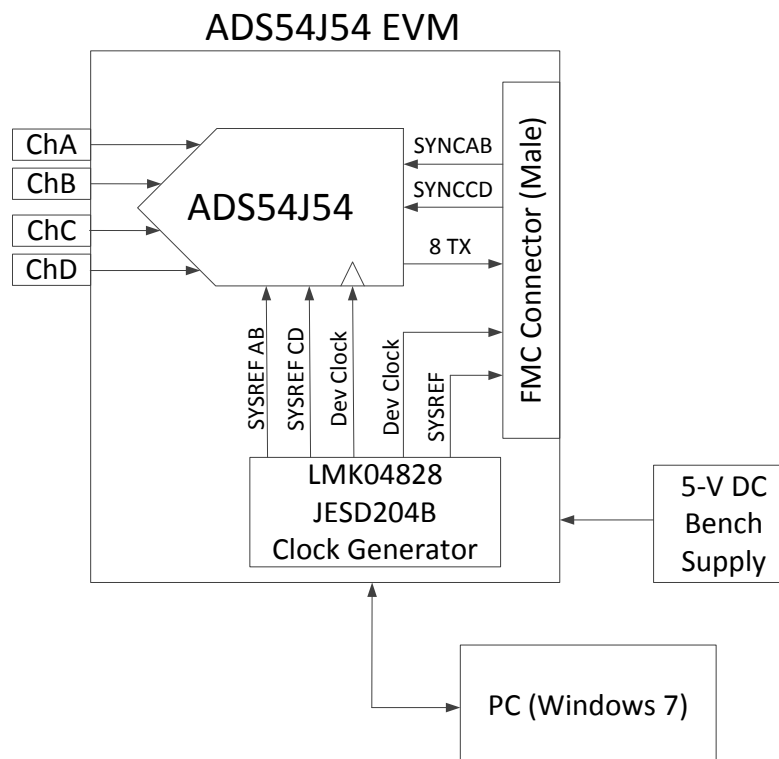 ADS54J54 EVM
ChA
ChB
ChC
ChD
ADS54J54
SYNCAB
SYNCCD
8 TX
FMC Connector (Male)
SYSREF AB
SYSREF CD
Dev Clock
Dev Clock
SYSREF
LMK04828
JESD204B
Clock Generator
5-V DC
Bench
Supply
PC (Windows 7)